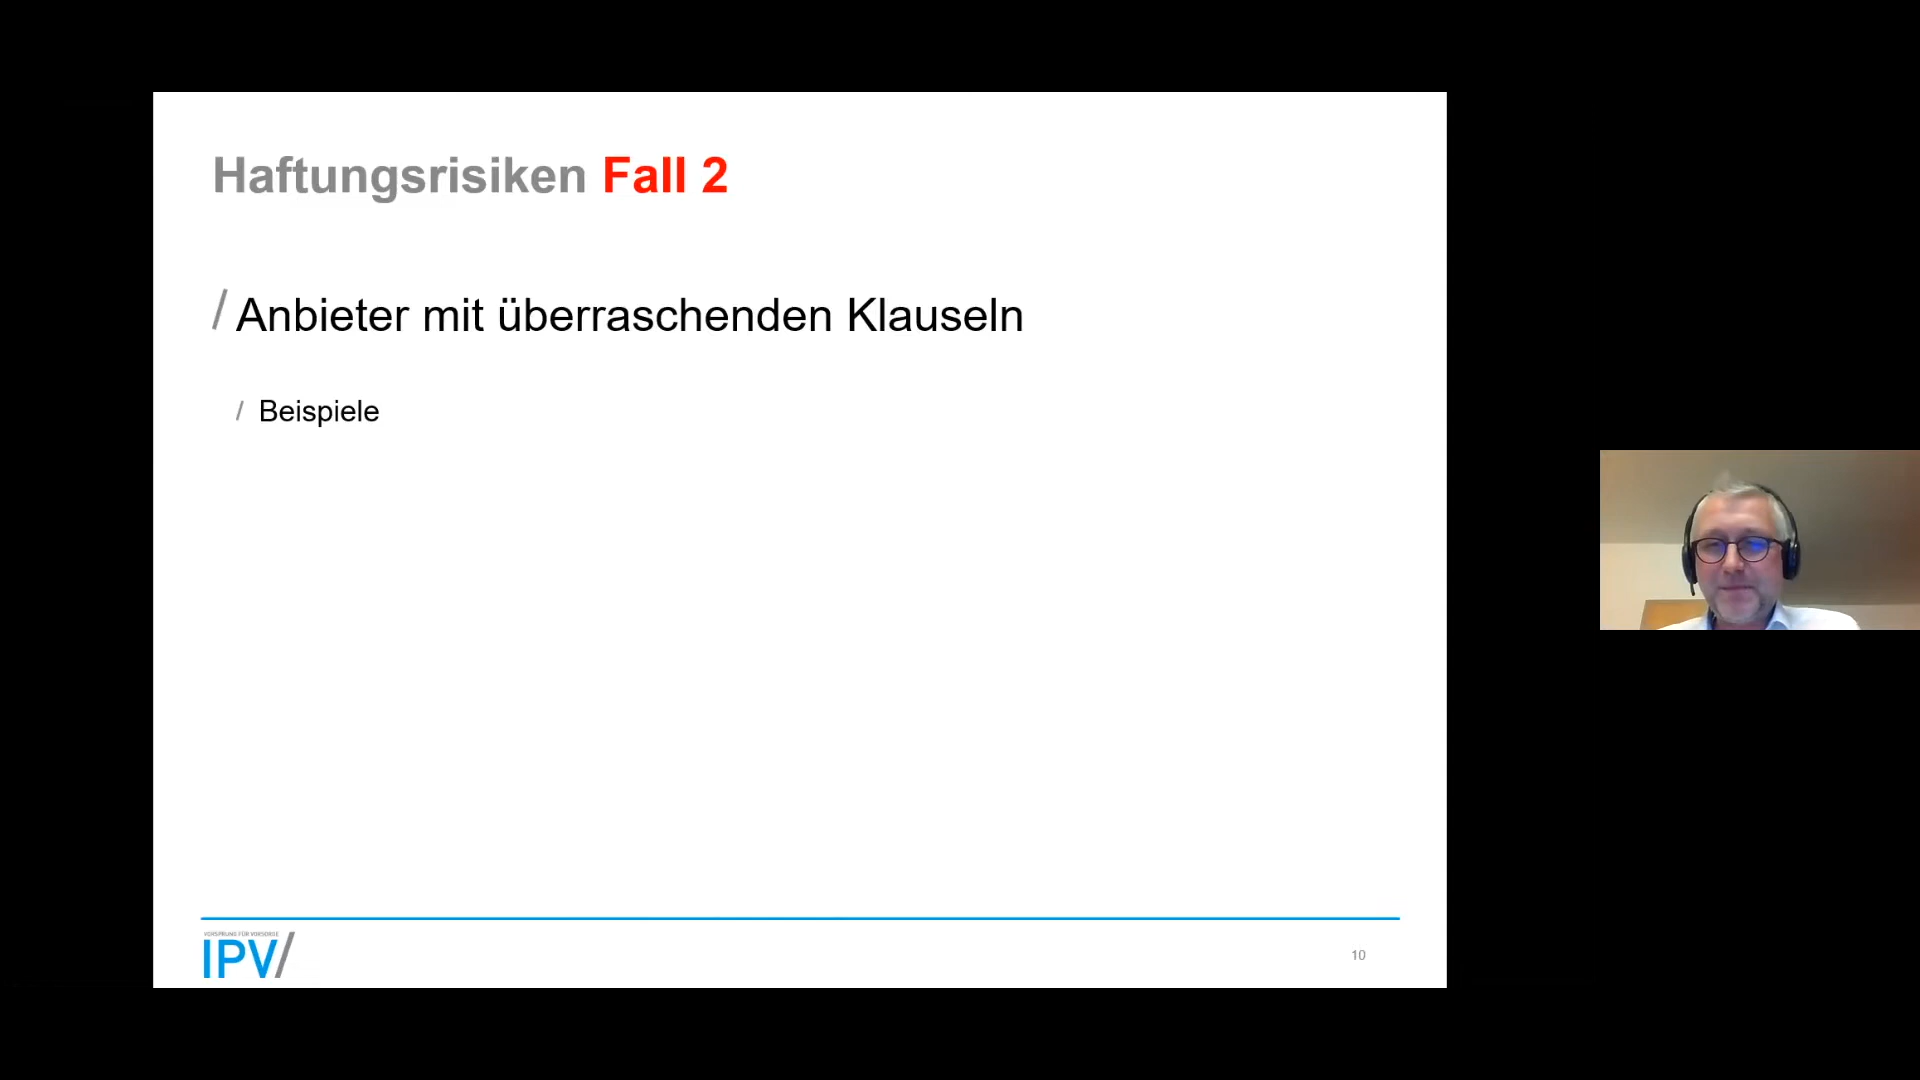 Haftungsrisiken Fall 2
/ Anbieter mit überraschenden Klauseln
/ Beispiele
VORSPRUNG FÜR VORSORGE
IPV/
10